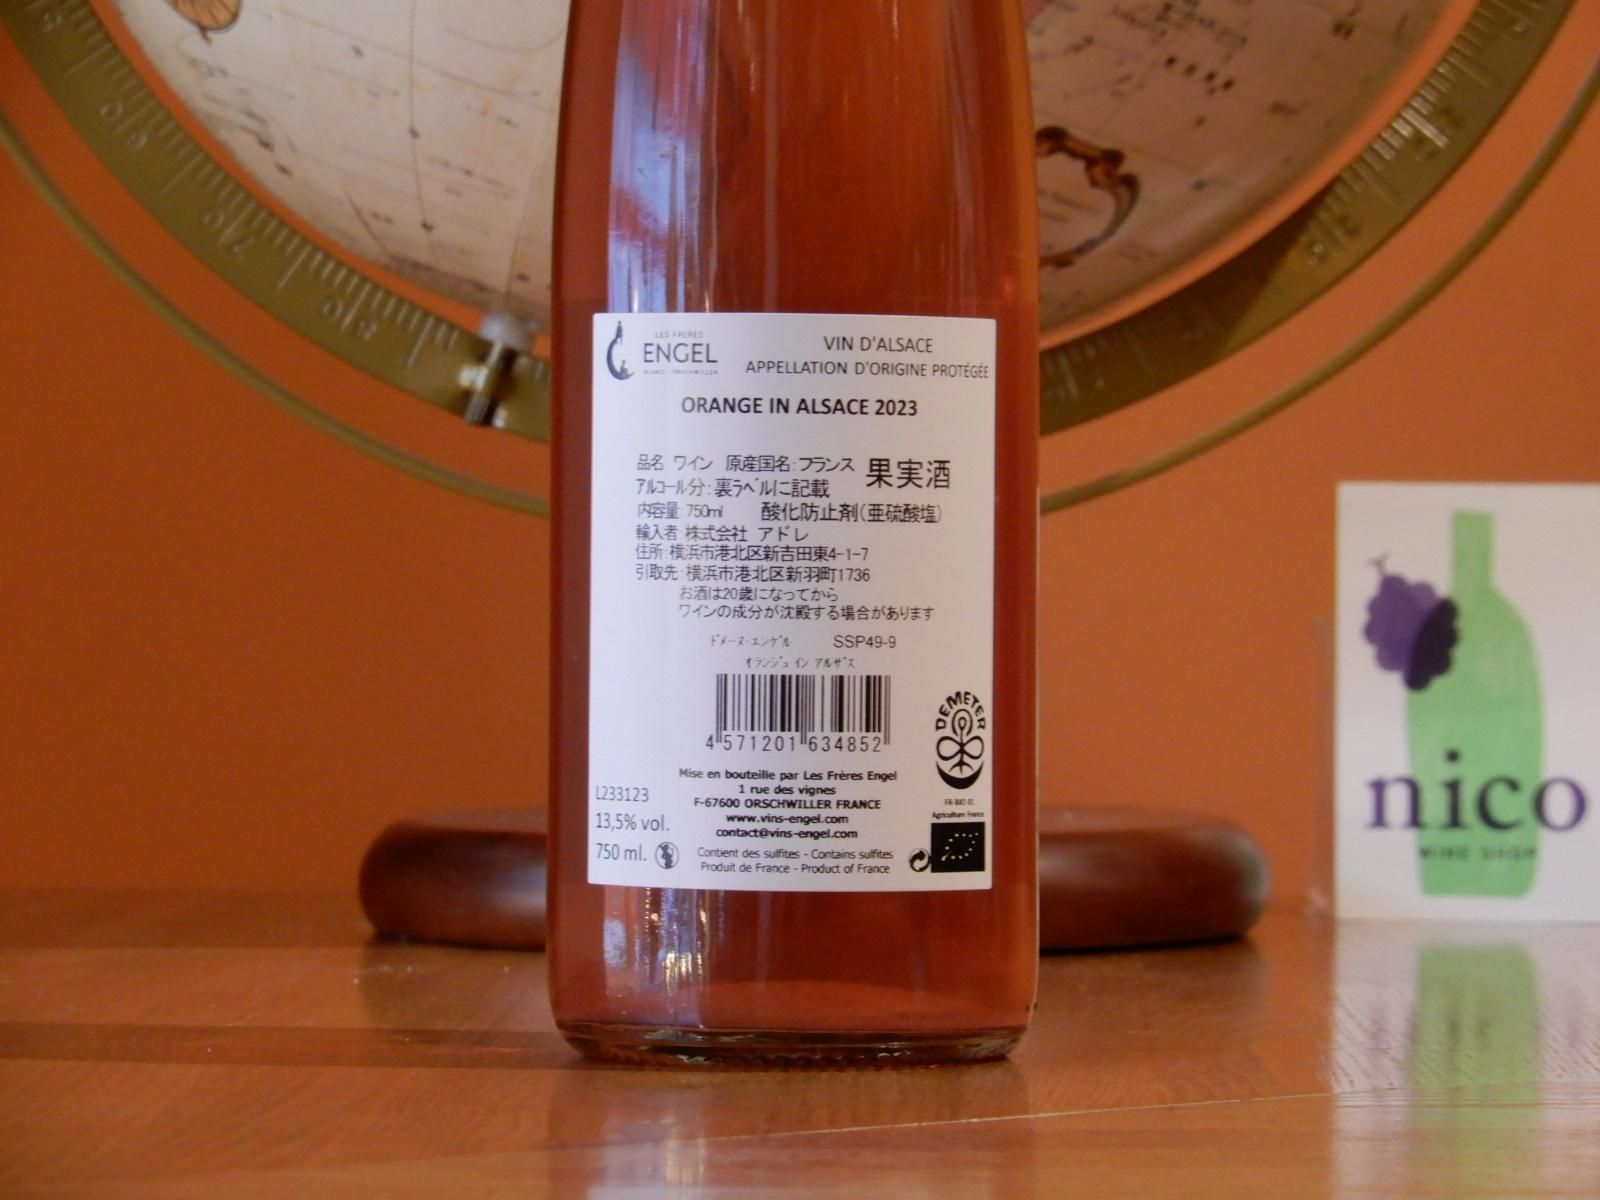 LES FRÈRES
ENGEL
ALSACE - ORSCHWILLER
VIN D'ALSACE
APPELLATION D'ORIGINE PROTÉGÉE
ORANGE IN ALSACE 2023
品名 ワイン 原産国名:フランス 果実酒
アルコール分:裏ラベルに記載
内容量:750ml 酸化防止剤(亜硫酸塩)
輸入者:株式会社 アドレ
住所:横浜市港北区新吉田東4-1-7
引取先:横浜市港北区新羽町1736
お酒は20歳になってから
ワインの成分が沈殿する場合があります
ドメーヌ・エンゲル SSP49-9
オランジュ イン アルザス
4 571201 634852
DEMETER
Mise en bouteille par Les Frères Engel
1 rue des vignes
F-67600 ORSCHWILLER FRANCE
www.vins-engel.com
contact@vins-engel.com
L233123
13,5% vol.
750 ml.
Contient des sulfites - Contains sulfites
Produit de France - Product of France
FR-BIO-01
Agriculture France
nico
WINE SHOP